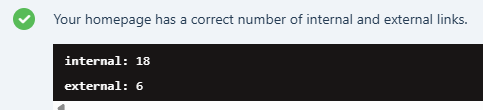 Your homepage has a correct number of internal and external links.
internal: 18
external: 6